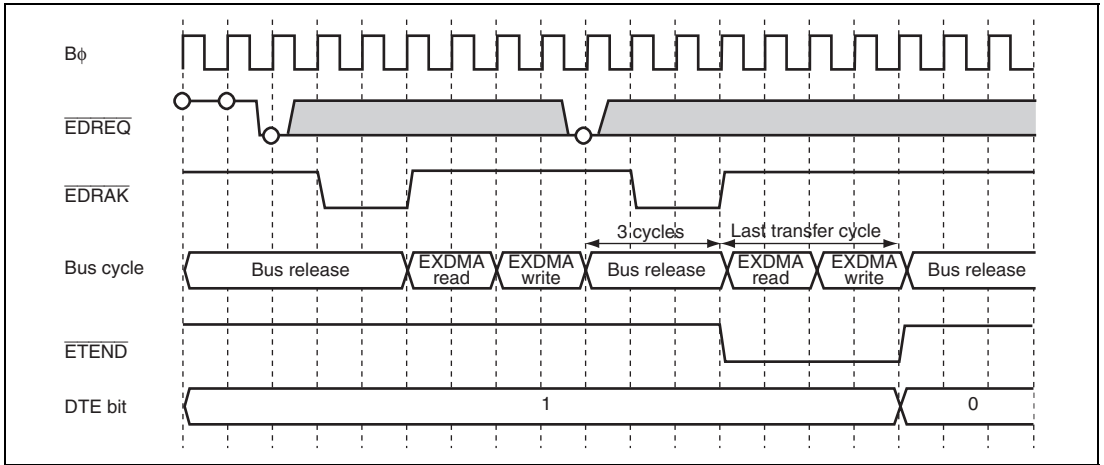 Bφ
EDREQ
EDRAK
3 cycles Last transfer cycle
Bus cycle Bus release EXDMA read EXDMA write Bus release EXDMA read EXDMA write Bus release
ETEND
DTE bit 1 0